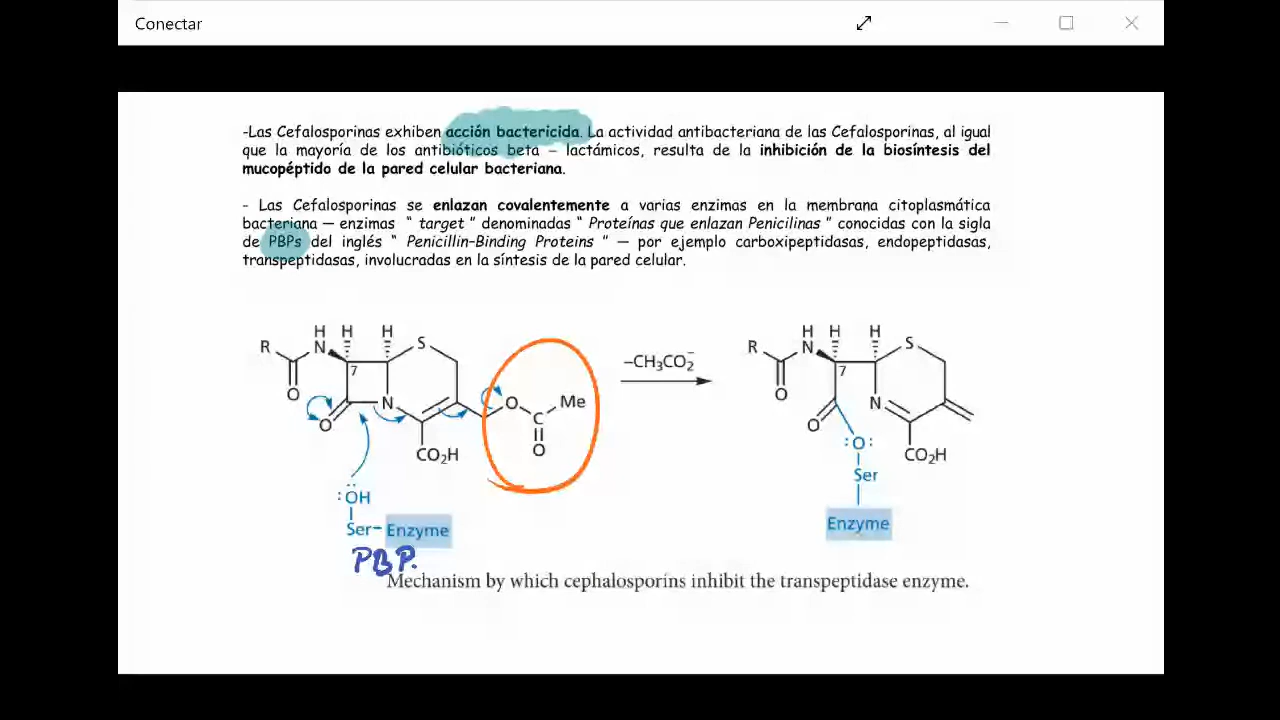 Conectar
-Las Cefalosporinas exhiben acción bactericida. La actividad antibacteriana de las Cefalosporinas, al igual
que la mayoría de los antibióticos beta – lactámicos, resulta de la inhibición de la biosíntesis del
mucopéptido de la pared celular bacteriana.
- Las Cefalosporinas se enlazan covalentemente a varias enzimas en la membrana citoplasmática
bacteriana – enzimas " target " denominadas " Proteínas que enlazan Penicilinas " conocidas con la sigla
de PBPs del inglés " Penicillin-Binding Proteins " – por ejemplo carboxipeptidasas, endopeptidasas,
transpeptidasas, involucradas en la síntesis de la pared celular.
H H H
R N S
7
O N O Me
C
O O
CO₂H
:ÖH
Ser– Enzyme
PBP.
–CH₃CO₂⁻
H H H
R N S
7
O O N
:O: CO₂H
Ser
Enzyme
Mechanism by which cephalosporins inhibit the transpeptidase enzyme.